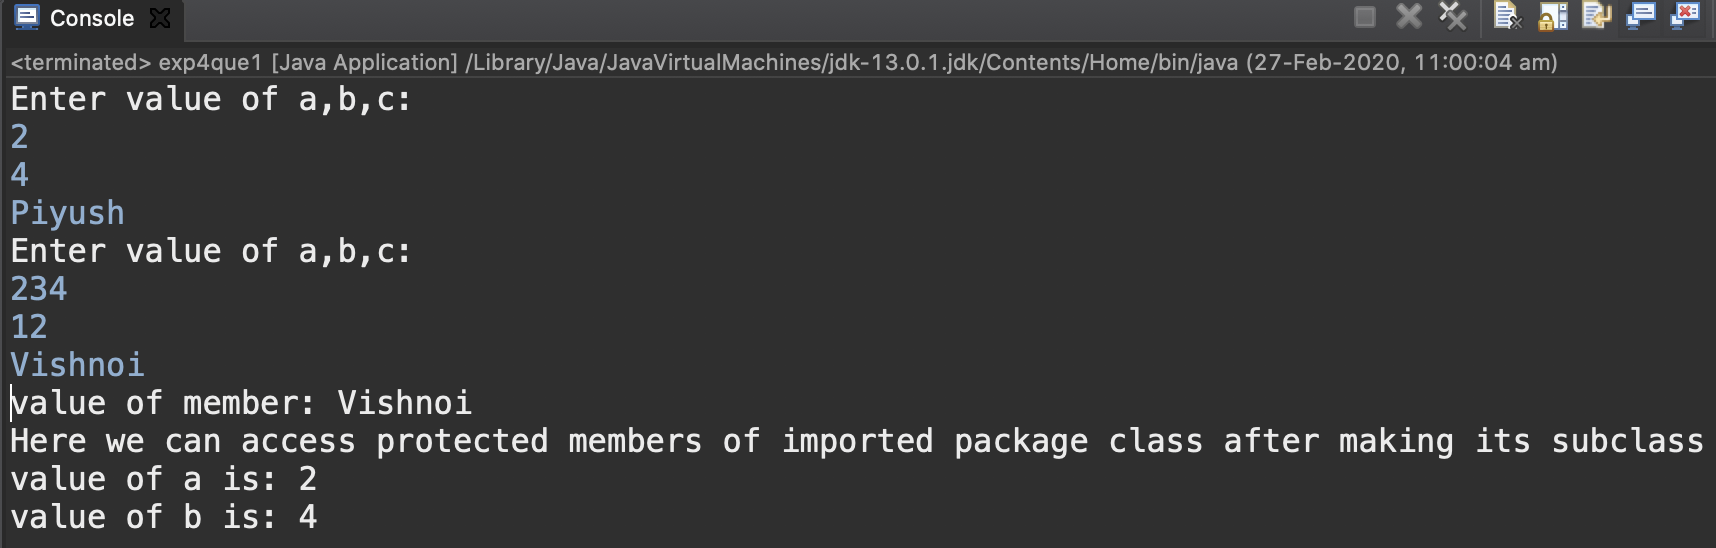 Console
<terminated> exp4que1 [Java Application] /Library/Java/JavaVirtualMachines/jdk-13.0.1.jdk/Contents/Home/bin/java (27-Feb-2020, 11:00:04 am)
Enter value of a,b,c:
2
4
Piyush
Enter value of a,b,c:
234
12
Vishnoi
value of member: Vishnoi
Here we can access protected members of imported package class after making its subclass
value of a is: 2
value of b is: 4